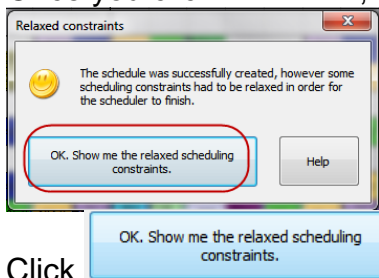 Relaxed constraints
The schedule was successfully created, however some
scheduling constraints had to be relaxed in order for
the scheduler to finish.
OK. Show me the relaxed scheduling
constraints.
Help
OK. Show me the relaxed scheduling
constraints.
Click